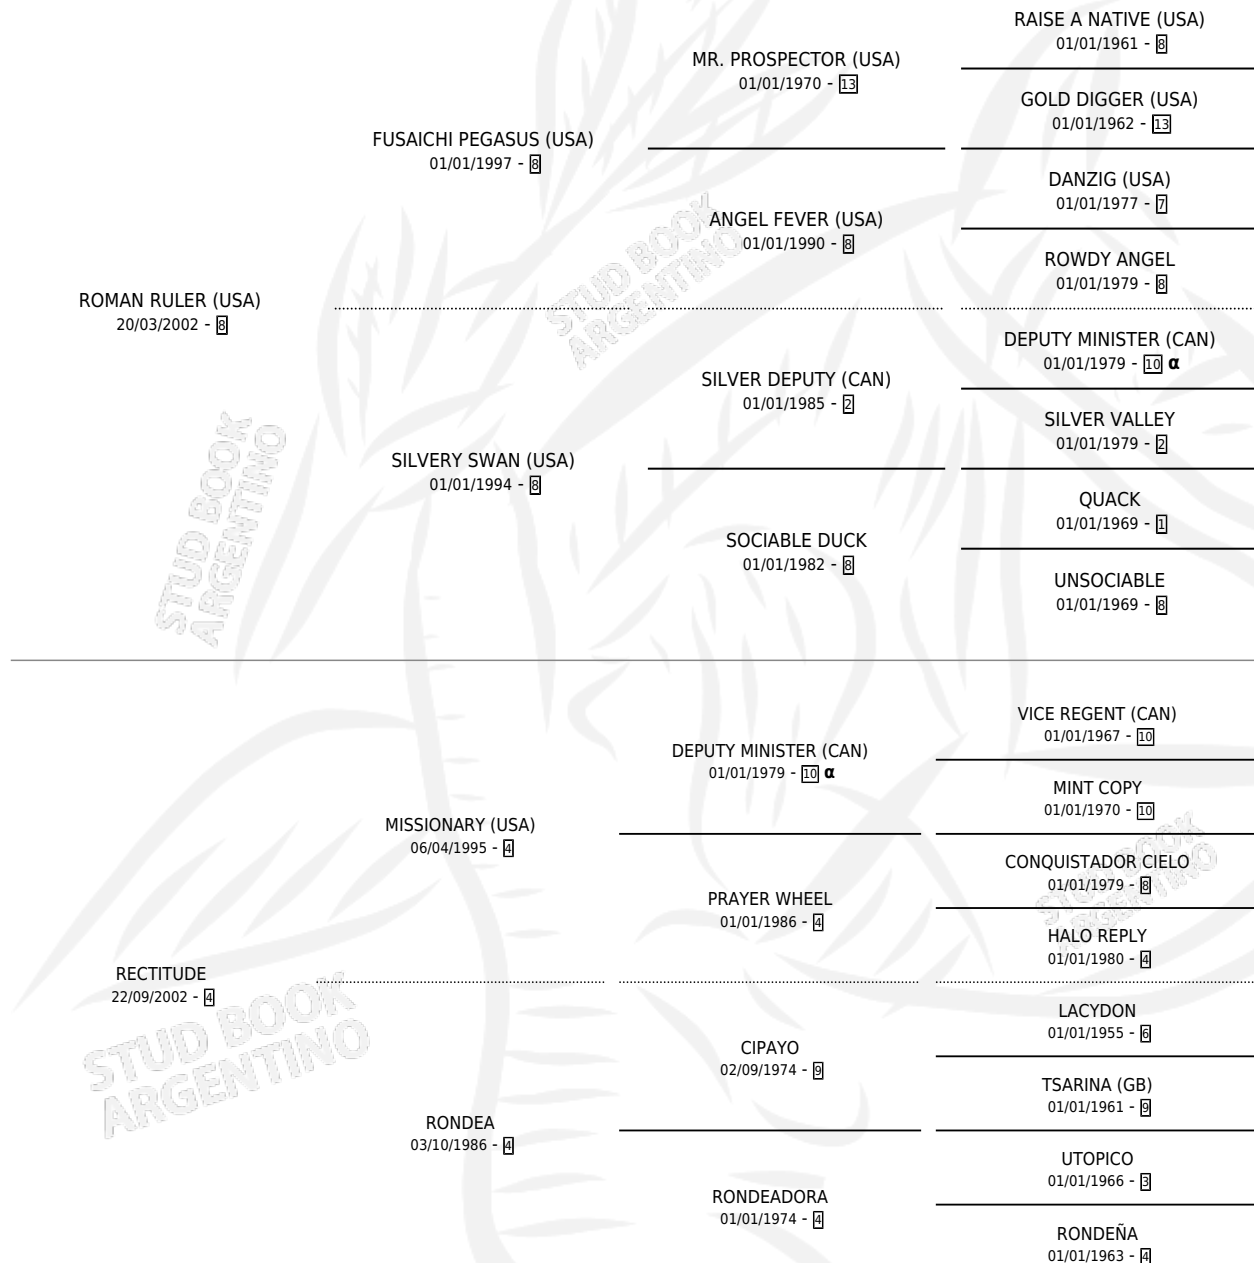 RAISE A NATIVE (USA)
01/01/1961 - 8
MR. PROSPECTOR (USA)
01/01/1970 - 13
GOLD DIGGER (USA)
01/01/1962 - 13
FUSAICHI PEGASUS (USA)
01/01/1997 - 8
DANZIG (USA)
01/01/1977 - 7
ANGEL FEVER (USA)
01/01/1990 - 8
ROWDY ANGEL
01/01/1979 - 8
STUD BOOK
ARGENTINO
ROMAN RULER (USA)
20/03/2002 - 8
DEPUTY MINISTER (CAN)
01/01/1979 - 10 α
SILVER DEPUTY (CAN)
01/01/1985 - 2
SILVER VALLEY
01/01/1979 - 2
SILVERY SWAN (USA)
01/01/1994 - 8
QUACK
01/01/1969 - 1
SOCIABLE DUCK
01/01/1982 - 8
UNSOCIABLE
01/01/1969 - 8
STUD BOOK
ARGENTINO
VICE REGENT (CAN)
01/01/1967 - 10
DEPUTY MINISTER (CAN)
01/01/1979 - 10 α
MINT COPY
01/01/1970 - 10
MISSIONARY (USA)
06/04/1995 - 4
CONQUISTADOR CIELO
01/01/1979 - 8
PRAYER WHEEL
01/01/1986 - 4
HALO REPLY
01/01/1980 - 4
STUD BOOK
ARGENTINO
RECTITUDE
22/09/2002 - 4
LACYDON
01/01/1955 - 6
CIPAYO
02/09/1974 - 9
TSARINA (GB)
01/01/1961 - 9
RONDEA
03/10/1986 - 4
UTOPICO
01/01/1966 - 3
RONDEADORA
01/01/1974 - 4
RONDEÑA
01/01/1963 - 4
STUD BOOK
ARGENTINO